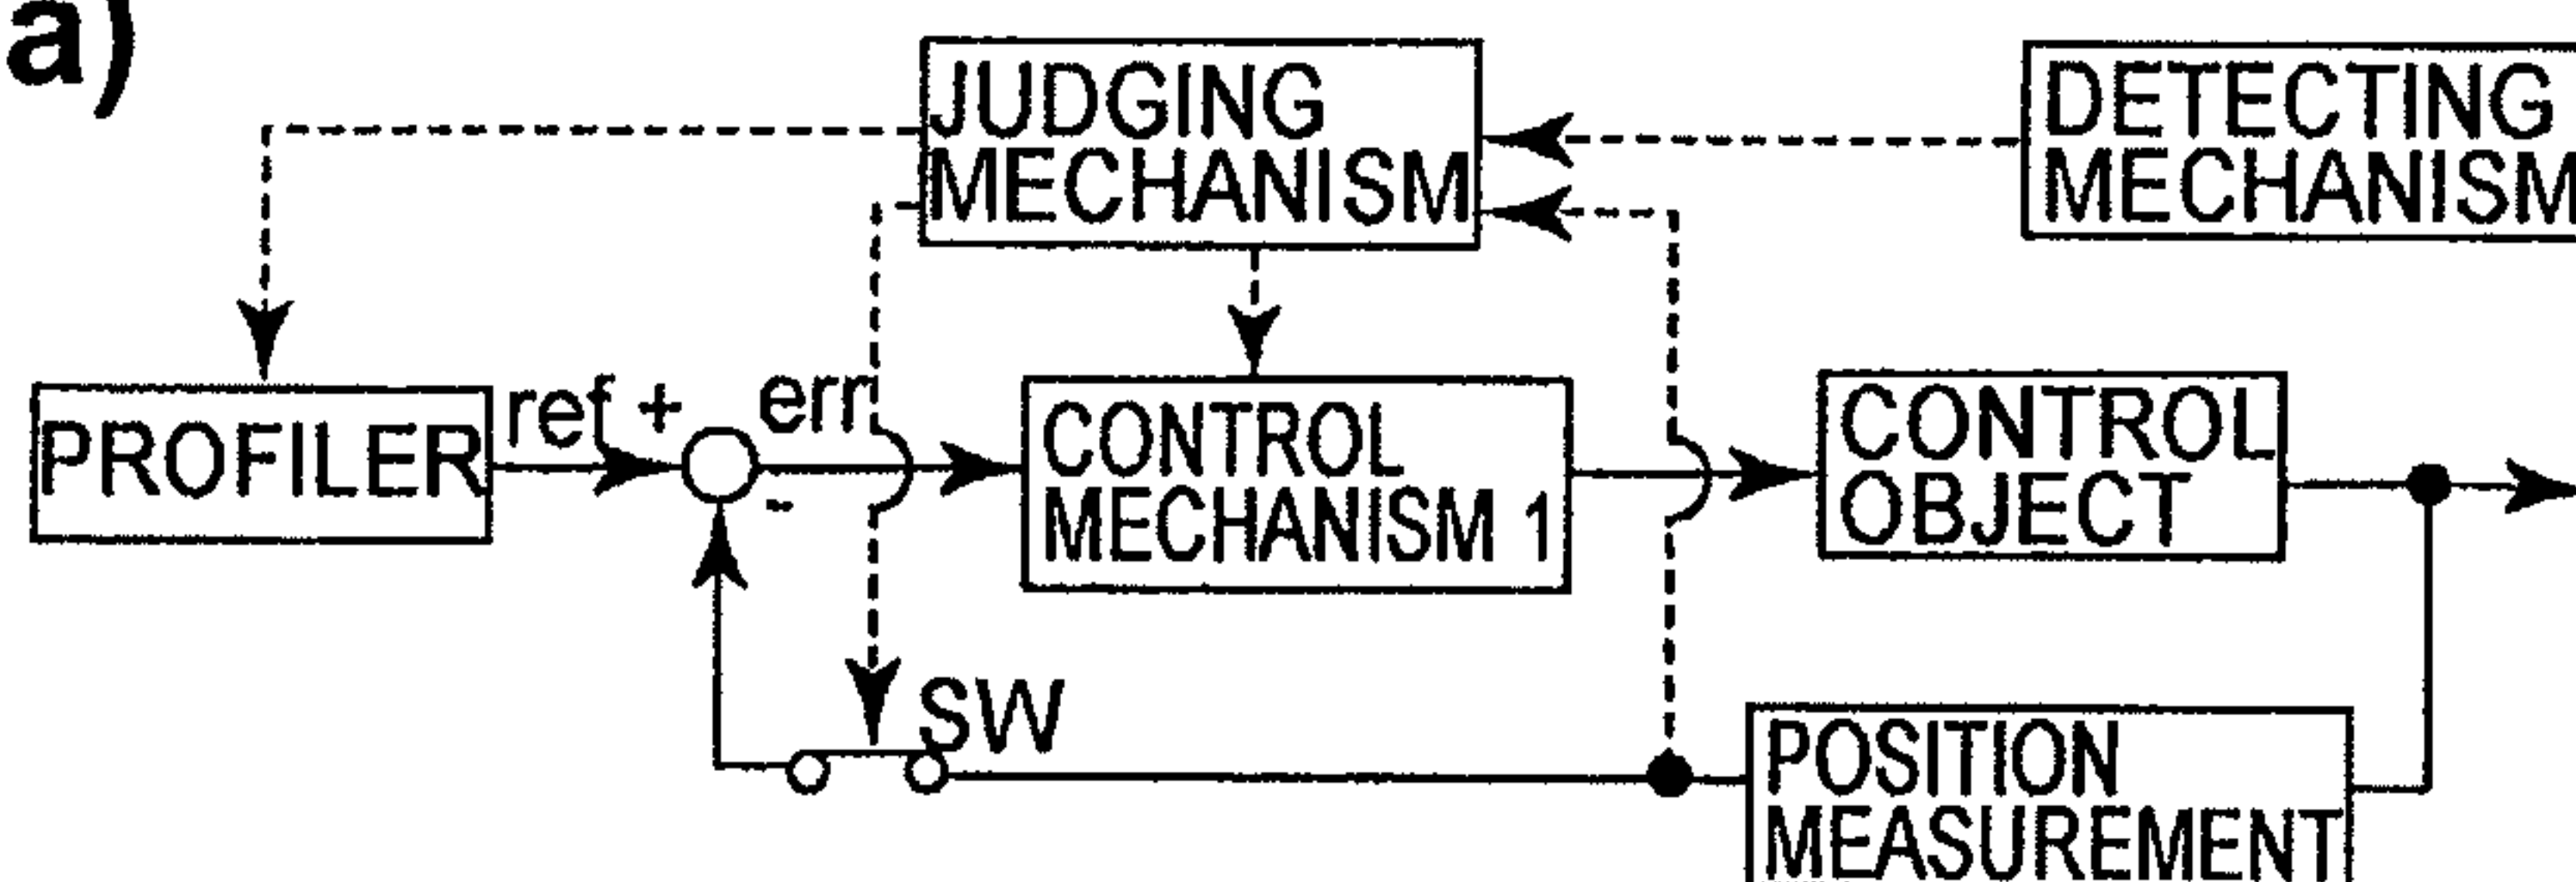 a)
JUDGING
MECHANISM
DETECTING
MECHANISM
PROFILER
ref +
err
-
CONTROL
MECHANISM 1
CONTROL
OBJECT
SW
POSITION
MEASUREMENT